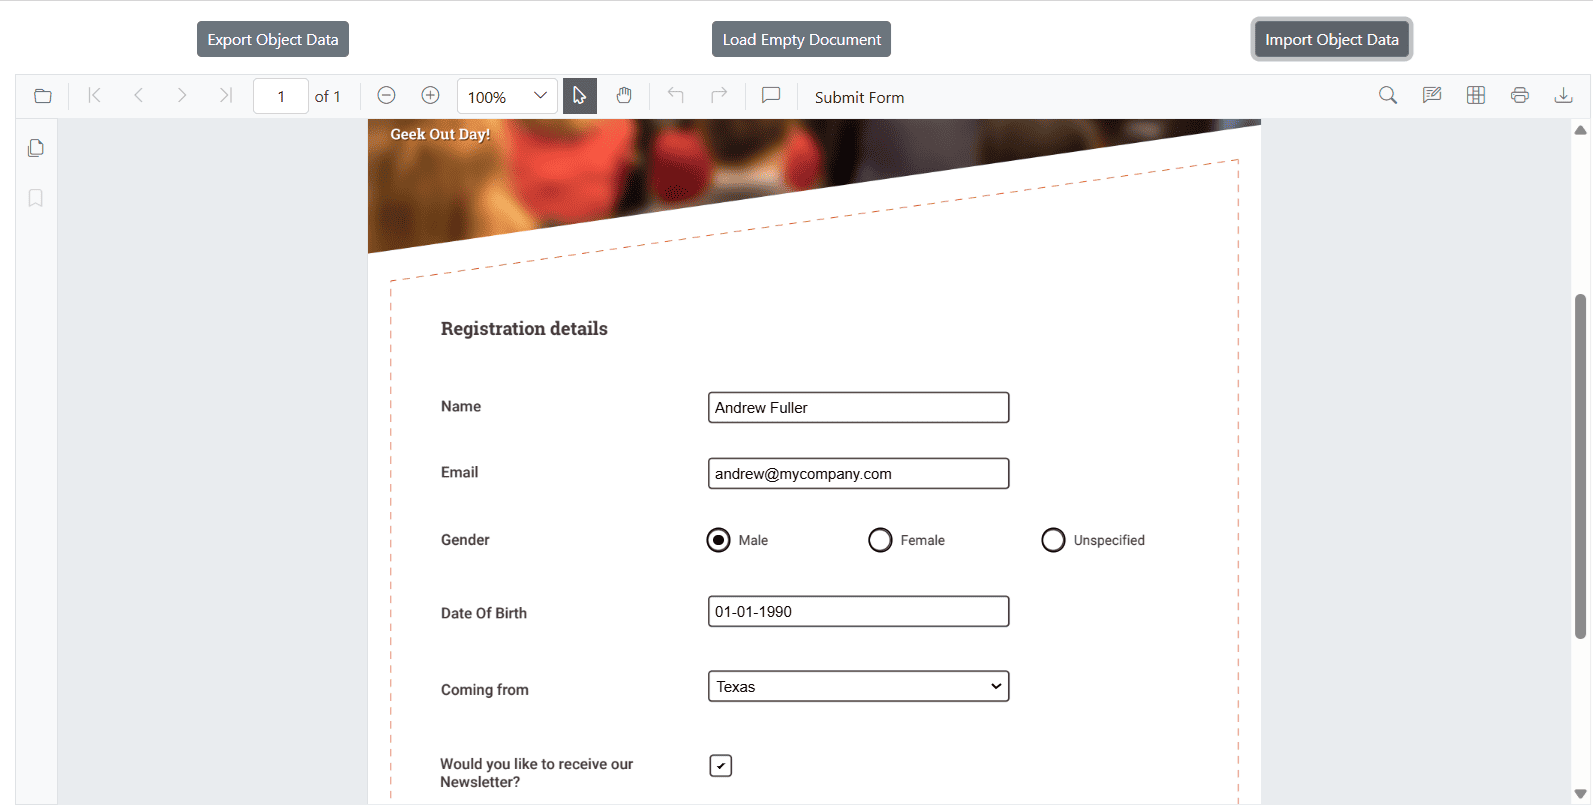 Export Object Data
Load Empty Document
Import Object Data
1 of 1
100%
Submit Form
Geek Out Day!
Registration details
Name
Andrew Fuller
Email
andrew@mycompany.com
Gender
Male
Female
Unspecified
Date Of Birth
01-01-1990
Coming from
Texas
Would you like to receive our
Newsletter?